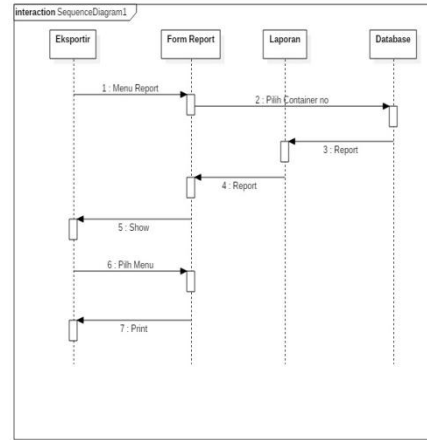 interaction SequenceDiagram1
Eksportir
Form Report
Laporan
Database
1 : Menu Report
2 : Pilih Container no
3 : Report
4 : Report
5 : Show
6 : Pilh Menu
7 : Print